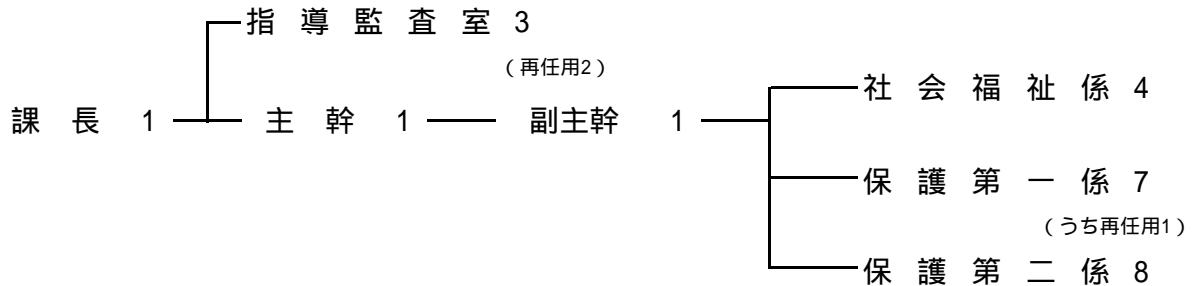 指導監査室 3
(再任用2)
課長 1 主幹 1 副主幹 1
社会福祉係 4
保護第一係 7
(うち再任用1)
保護第二係 8